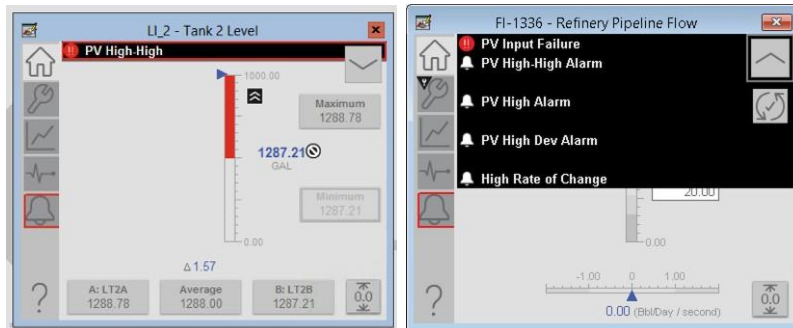 LI_2 - Tank 2 Level
PV High-High
1000.00
Maximum
1288.78
1287.21
GAL
Minimum
1287.21
0.00
Δ 1.57
A: LT2A
1288.78
Average
1288.00
B: LT2B
1287.21
0.0
?
FI-1336 - Refinery Pipeline Flow
PV Input Failure
PV High-High Alarm
PV High Alarm
PV High Dev Alarm
High Rate of Change
20.00
0.00
-1.00 0 1.00
0.00 (Bbl/Day / second)
0.0
?